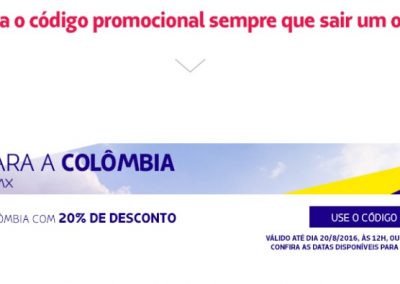 a o código promocional sempre que sair um o
ARA A COLÔMBIA
MX
ÔMBIA COM 20% DE DESCONTO
USE O CÓDIGO
VÁLIDO ATÉ DIA 20/8/2016, ÀS 12H, OU
CONFIRA AS DATAS DISPONÍVEIS PARA